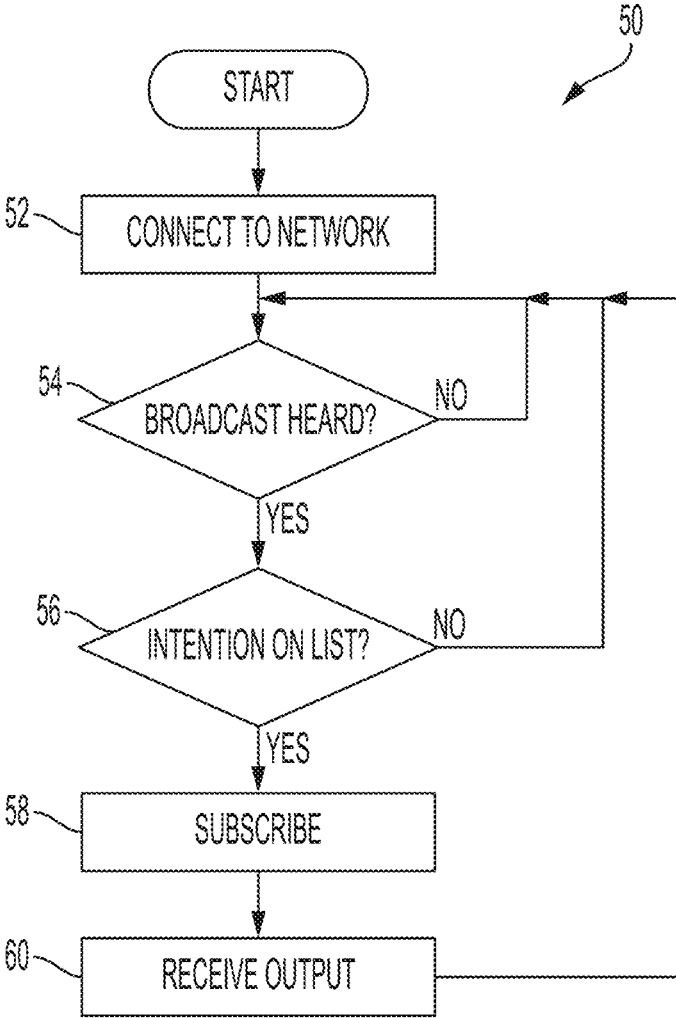 50
START
52
CONNECT TO NETWORK
54
BROADCAST HEARD?
NO
YES
56
INTENTION ON LIST?
NO
YES
58
SUBSCRIBE
60
RECEIVE OUTPUT